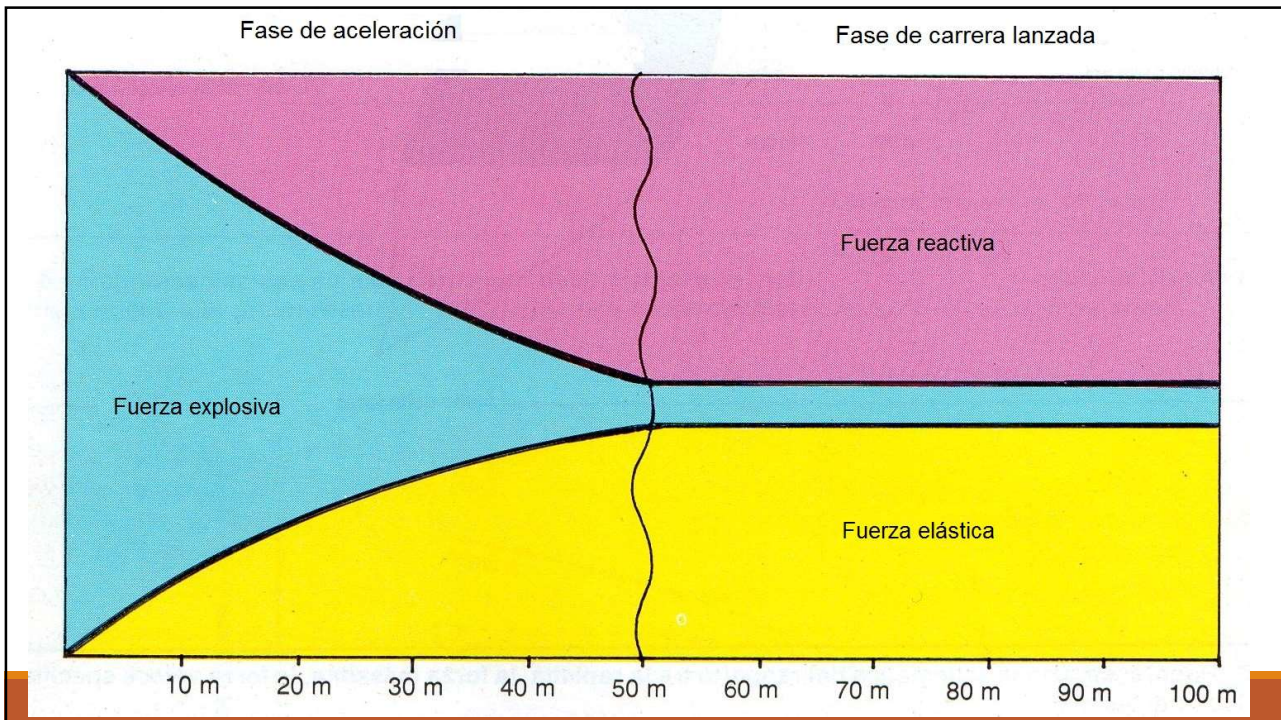 Fase de aceleración
Fase de carrera lanzada
Fuerza reactiva
Fuerza explosiva
Fuerza elástica
10 m 20 m 30 m 40 m 50 m 60 m 70 m 80 m 90 m 100 m